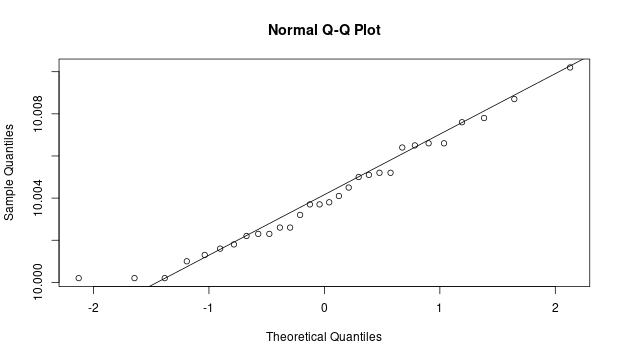 Normal Q-Q Plot
Sample Quantiles
10.008
10.004
10.000
-2 -1 0 1 2
Theoretical Quantiles